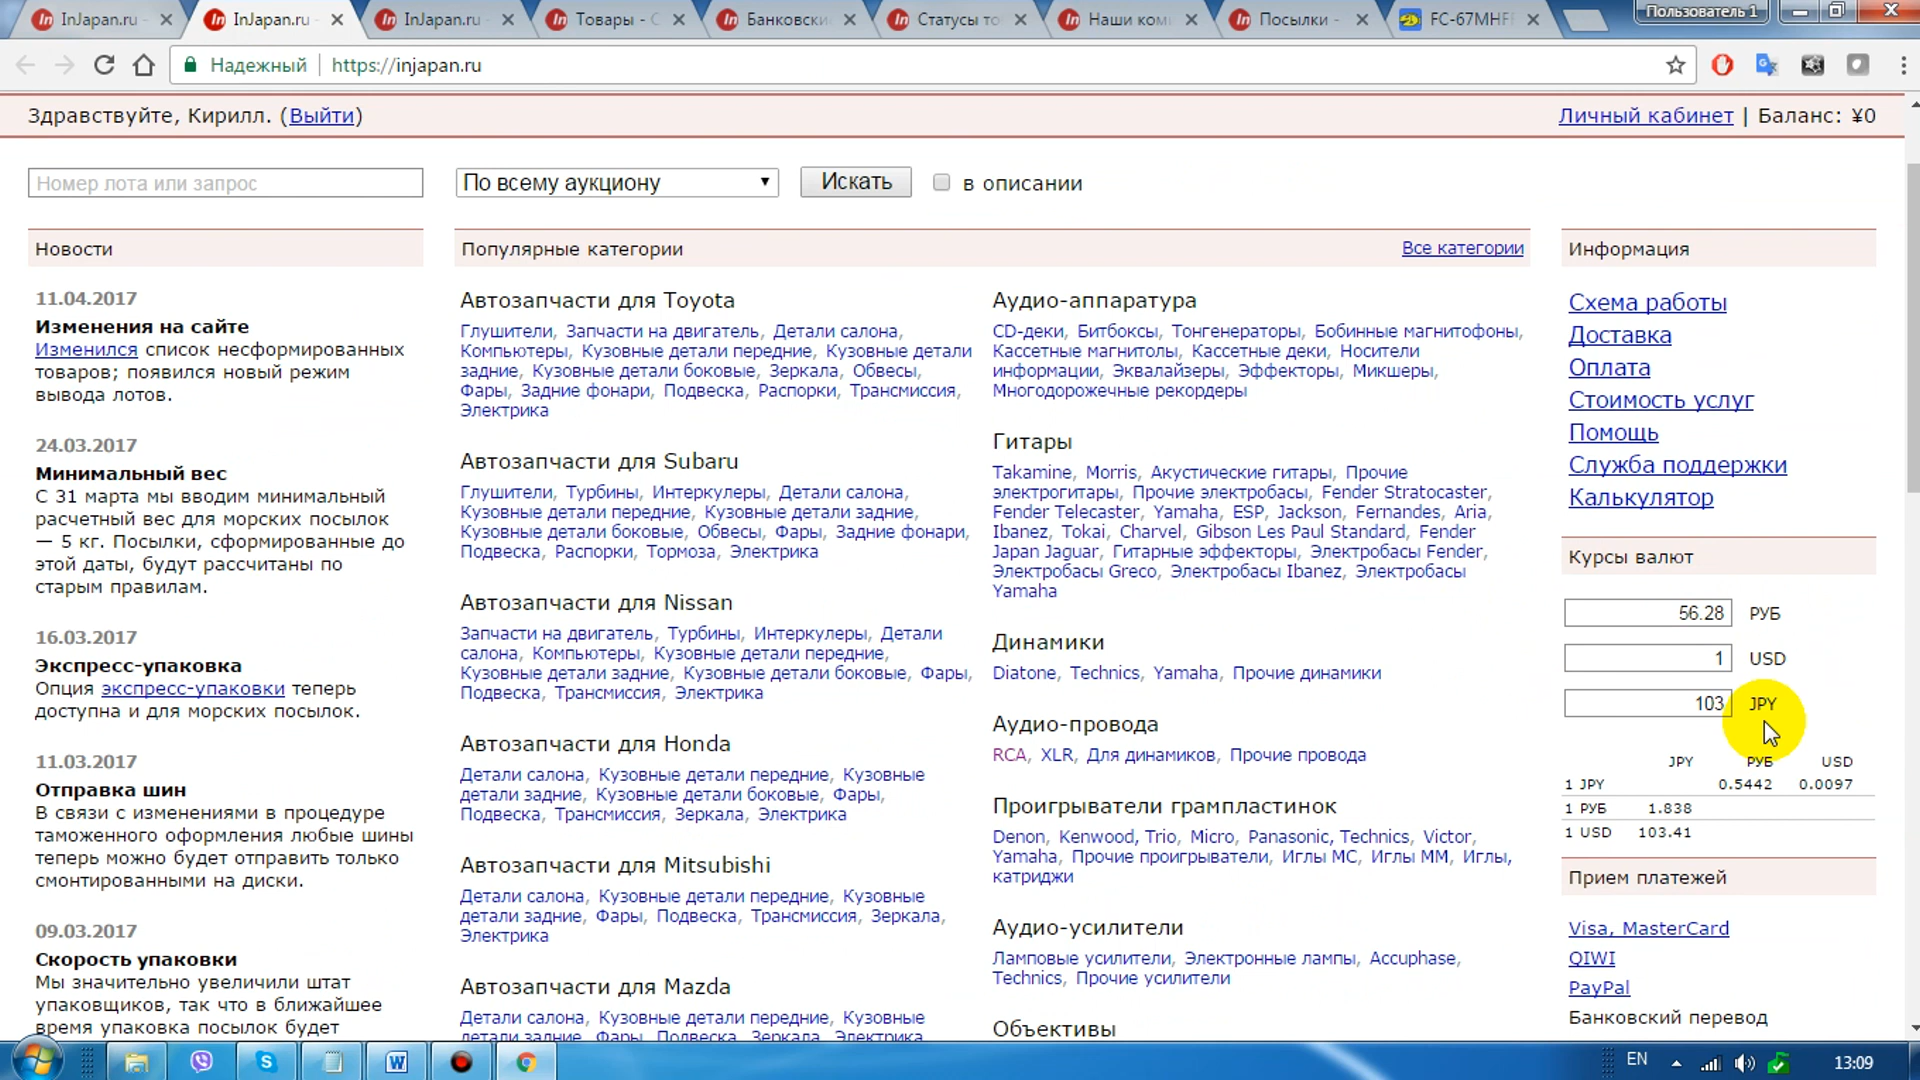 InJapan.ru -
InJapan.ru -
InJapan.ru -
Товары - С
Банковски
Статусы то
Наши ком
Посылки -
FC-67MHF
Пользователь 1
Надежный
https://injapan.ru
Здравствуйте, Кирилл. (Выйти)
Личный кабинет | Баланс: ¥0
Номер лота или запрос
По всему аукциону
Искать
в описании
Новости
11.04.2017
Изменения на сайте
Изменился список несформированных
товаров; появился новый режим
вывода лотов.
24.03.2017
Минимальный вес
С 31 марта мы вводим минимальный
расчетный вес для морских посылок
— 5 кг. Посылки, сформированные до
этой даты, будут рассчитаны по
старым правилам.
16.03.2017
Экспресс-упаковка
Опция экспресс-упаковки теперь
доступна и для морских посылок.
11.03.2017
Отправка шин
В связи с изменениями в процедуре
таможенного оформления любые шины
теперь можно будет отправить только
смонтированными на диски.
09.03.2017
Скорость упаковки
Мы значительно увеличили штат
упаковщиков, так что в ближайшее
время упаковка посылок будет
Популярные категории
Все категории
Автозапчасти для Toyota
Глушители, Запчасти на двигатель, Детали салона,
Компьютеры, Кузовные детали передние, Кузовные детали
задние, Кузовные детали боковые, Зеркала, Обвесы,
Фары, Задние фонари, Подвеска, Распорки, Трансмиссия,
Электрика
Автозапчасти для Subaru
Глушители, Турбины, Интеркулеры, Детали салона,
Кузовные детали передние, Кузовные детали задние,
Кузовные детали боковые, Обвесы, Фары, Задние фонари,
Подвеска, Распорки, Тормоза, Электрика
Автозапчасти для Nissan
Запчасти на двигатель, Турбины, Интеркулеры, Детали
салона, Компьютеры, Кузовные детали передние,
Кузовные детали задние, Кузовные детали боковые, Фары,
Подвеска, Трансмиссия, Электрика
Автозапчасти для Honda
Детали салона, Кузовные детали передние, Кузовные
детали задние, Кузовные детали боковые, Фары,
Подвеска, Трансмиссия, Зеркала, Электрика
Автозапчасти для Mitsubishi
Детали салона, Кузовные детали передние, Кузовные
детали задние, Фары, Подвеска, Трансмиссия, Зеркала,
Электрика
Автозапчасти для Mazda
Детали салона, Кузовные детали передние, Кузовные
детали задние, Фары, Подвеска, Зеркала, Электрика
Аудио-аппаратура
CD-деки, Битбоксы, Тонгенераторы, Бобинные магнитофоны,
Кассетные магнитолы, Кассетные деки, Носители
информации, Эквалайзеры, Эффекторы, Микшеры,
Многодорожечные рекордеры
Гитары
Takamine, Morris, Акустические гитары, Прочие
электрогитары, Прочие электробасы, Fender Stratocaster,
Fender Telecaster, Yamaha, ESP, Jackson, Fernandes, Aria,
Ibanez, Tokai, Charvel, Gibson Les Paul Standard, Fender
Japan Jaguar, Гитарные эффекторы, Электробасы Fender,
Электробасы Greco, Электробасы Ibanez, Электробасы
Yamaha
Динамики
Diatone, Technics, Yamaha, Прочие динамики
Аудио-провода
RCA, XLR, Для динамиков, Прочие провода
Проигрыватели грампластинок
Denon, Kenwood, Trio, Micro, Panasonic, Technics, Victor,
Yamaha, Прочие проигрыватели, Иглы MC, Иглы MM, Иглы,
катриджи
Аудио-усилители
Ламповые усилители, Электронные лампы, Accuphase,
Technics, Прочие усилители
Объективы
Информация
Схема работы
Доставка
Оплата
Стоимость услуг
Помощь
Служба поддержки
Калькулятор
Курсы валют
56.28 РУБ
1 USD
103 JPY
JPY РУБ USD
1 JPY 0.5442 0.0097
1 РУБ 1.838
1 USD 103.41
Прием платежей
Visa, MasterCard
QIWI
PayPal
Банковский перевод
EN
13:09